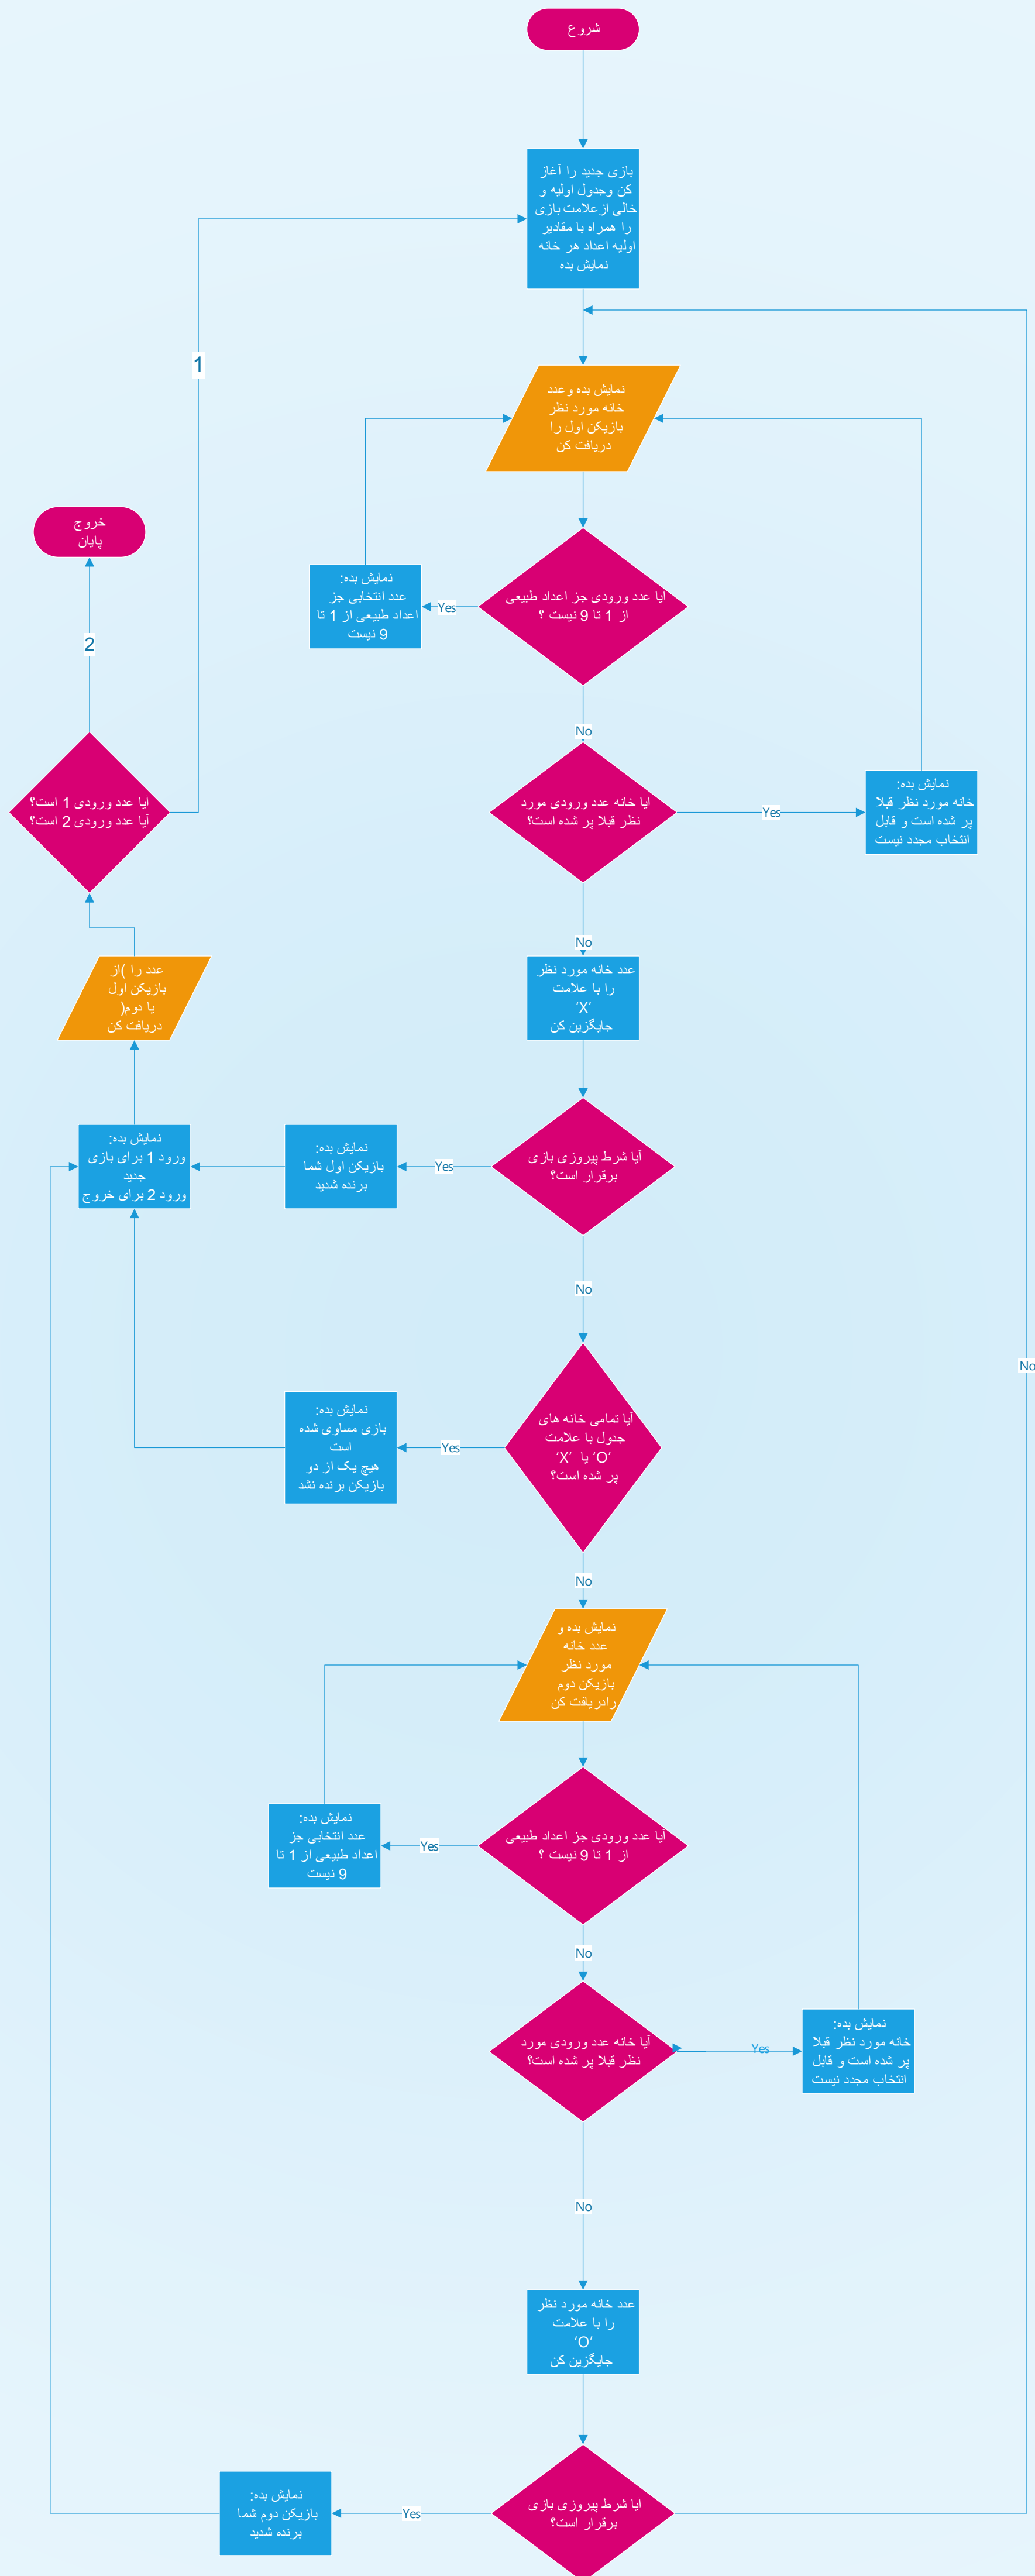 شروع
بازی جدید را آغاز
کن وجدول اولیه و
خالی ازعلامت بازی
را همراه با مقادیر
اولیه اعداد هر خانه
نمایش بده
1
نمایش بده وعدد
خانه مورد نظر
بازیکن اول را
دریافت کن
خروج
پایان
نمایش بده:
عدد انتخابی جز
اعداد طبیعی از 1 تا
9 نیست
Yes
آیا عدد ورودی جز اعداد طبیعی
از 1 تا 9 نیست ؟
2
No
آیا عدد ورودی 1 است؟
آیا عدد ورودی 2 است؟
آیا خانه عدد ورودی مورد
نظر قبلا پر شده است؟
Yes
نمایش بده:
خانه مورد نظر قبلا
پر شده است و قابل
انتخاب مجدد نیست
No
عدد را )از
بازیکن اول
یا دوم(
دریافت کن
عدد خانه مورد نظر
را با علامت
‘X’
جایگزین کن
نمایش بده:
ورود 1 برای بازی
جدید
ورود 2 برای خروج
نمایش بده:
بازیکن اول شما
برنده شدید
Yes
آیا شرط پیروزی بازی
برقرار است؟
No
No
نمایش بده:
بازی مساوی شده
است
هیچ یک از دو
بازیکن برنده نشد
Yes
آیا تمامی خانه های
جدول با علامت
‘O’ یا ‘X’
پر شده است؟
No
نمایش بده و
عدد خانه
مورد نظر
بازیکن دوم
رادریافت کن
نمایش بده:
عدد انتخابی جز
اعداد طبیعی از 1 تا
9 نیست
Yes
آیا عدد ورودی جز اعداد طبیعی
از 1 تا 9 نیست ؟
No
آیا خانه عدد ورودی مورد
نظر قبلا پر شده است؟
Yes
نمایش بده:
خانه مورد نظر قبلا
پر شده است و قابل
انتخاب مجدد نیست
No
عدد خانه مورد نظر
را با علامت
‘O’
جایگزین کن
نمایش بده:
بازیکن دوم شما
برنده شدید
Yes
آیا شرط پیروزی بازی
برقرار است؟